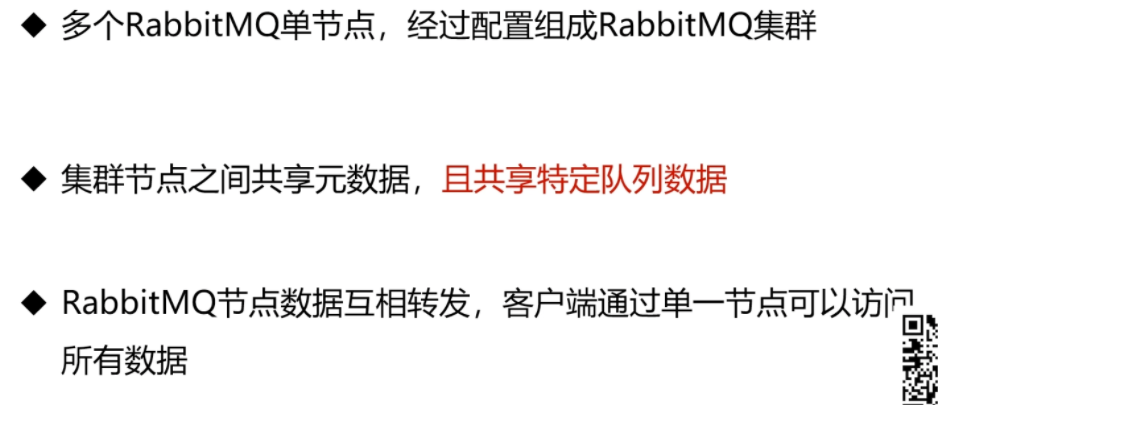 ◆ 多个RabbitMQ单节点，经过配置组成RabbitMQ集群
◆ 集群节点之间共享元数据，且共享特定队列数据
◆ RabbitMQ节点数据互相转发，客户端通过单一节点可以访问
所有数据